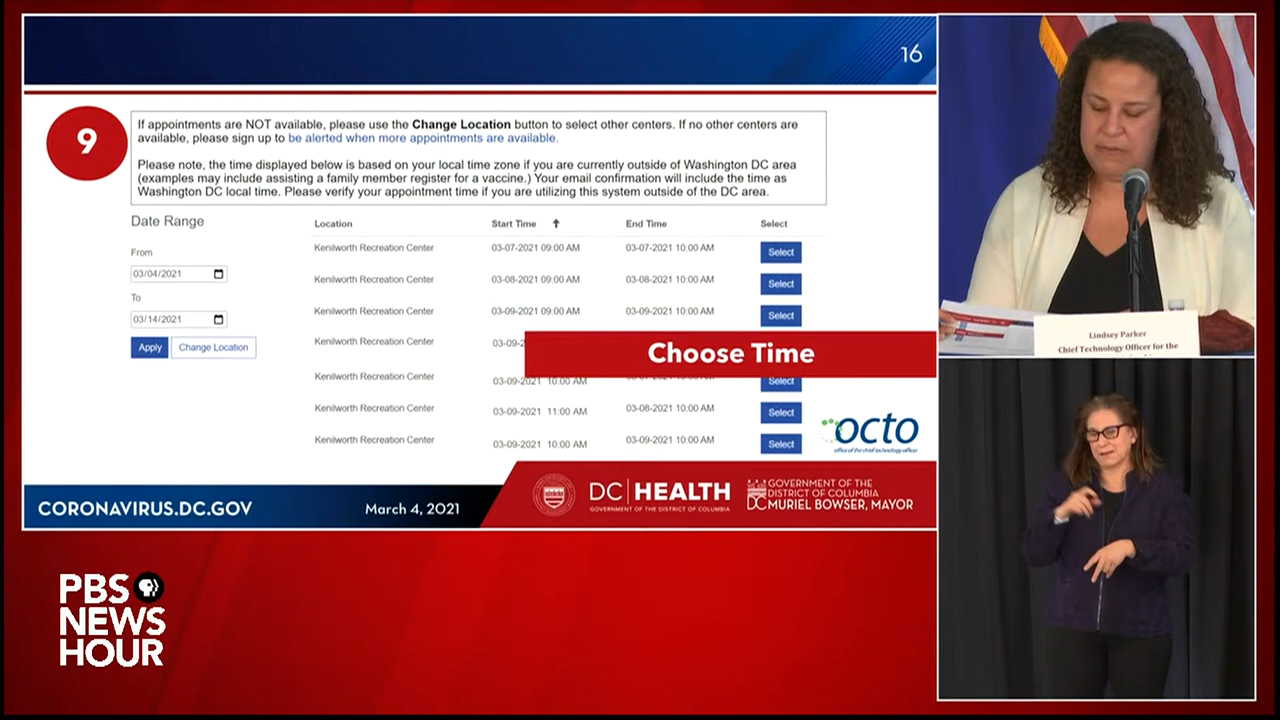 16
9
If appointments are NOT available, please use the Change Location button to select other centers. If no other centers are
available, please sign up to be alerted when more appointments are available.
Please note, the time displayed below is based on your local time zone if you are currently outside of Washington DC area
(examples may include assisting a family member register for a vaccine.) Your email confirmation will include the time as
Washington DC local time. Please verify your appointment time if you are utilizing this system outside of the DC area.
Date Range
From
03/04/2021
To
03/14/2021
Apply Change Location
Location Start Time End Time Select
Kenilworth Recreation Center 03-07-2021 09:00 AM 03-07-2021 10:00 AM Select
Kenilworth Recreation Center 03-08-2021 09:00 AM 03-08-2021 10:00 AM Select
Kenilworth Recreation Center 03-09-2021 09:00 AM 03-09-2021 10:00 AM Select
Kenilworth Recreation Center 03-09-2
Choose Time
Kenilworth Recreation Center 03-09-2021 10:00 AM Select
Kenilworth Recreation Center 03-09-2021 11:00 AM 03-08-2021 10:00 AM Select
Kenilworth Recreation Center 03-09-2021 10:00 AM 03-09-2021 10:00 AM Select
octo
office of the chief technology officer
CORONAVIRUS.DC.GOV
March 4, 2021
DC HEALTH
GOVERNMENT OF THE DISTRICT OF COLUMBIA
GOVERNMENT OF THE
DISTRICT OF COLUMBIA
DC MURIEL BOWSER, MAYOR
Lindsey Parker
Chief Technology Officer for the
PBS
NEWS
HOUR